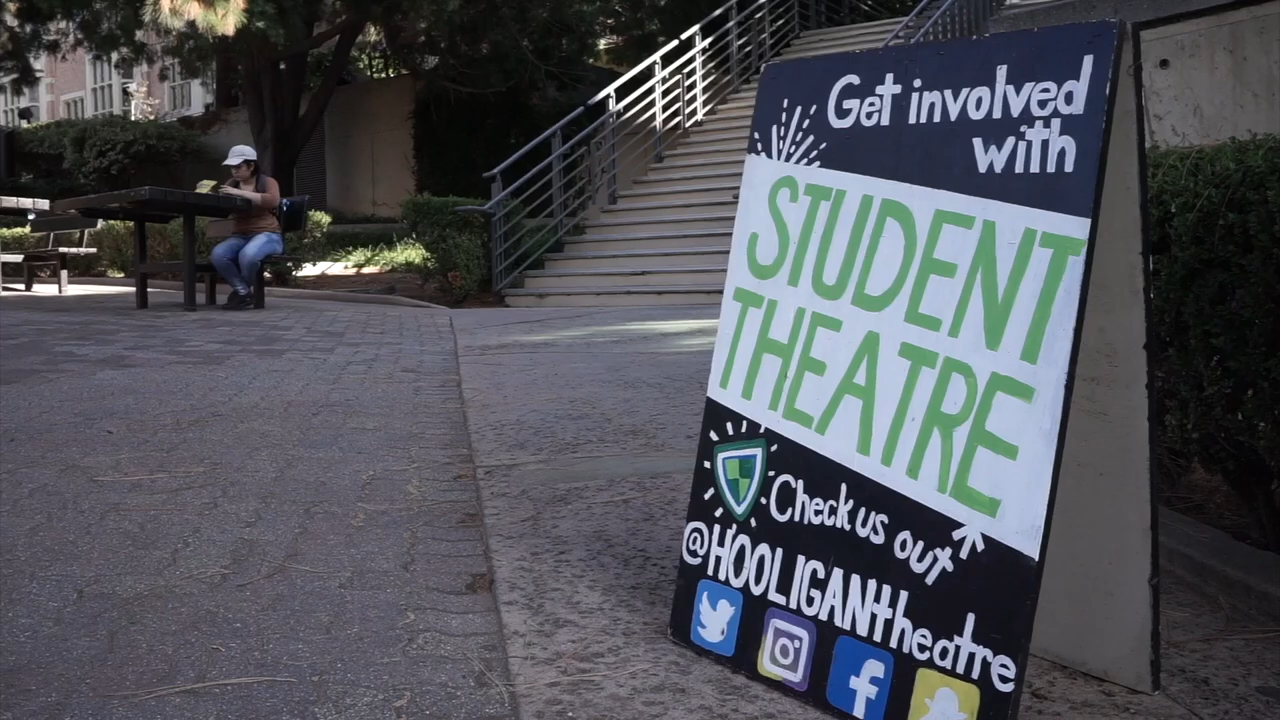 Get involved
with
STUDENT
THEATRE
Check us out
@HOOLIGANtheatre